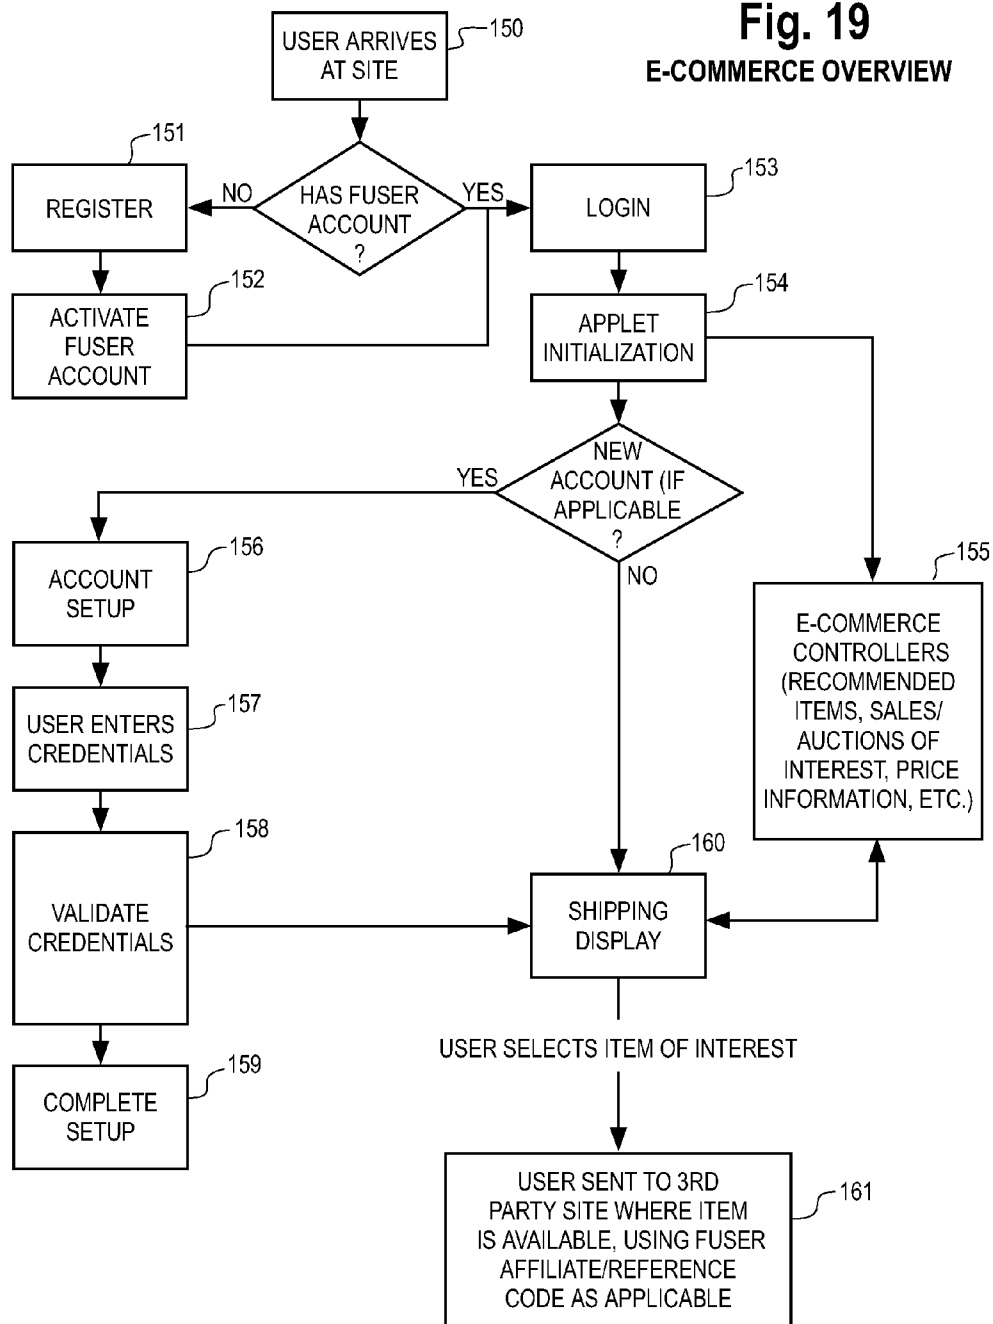 Fig. 19
E-COMMERCE OVERVIEW
150
USER ARRIVES
AT SITE
151
REGISTER
NO
HAS FUSER
ACCOUNT
?
YES
153
LOGIN
152
ACTIVATE
FUSER
ACCOUNT
154
APPLET
INITIALIZATION
NEW
ACCOUNT (IF
APPLICABLE
?
YES
NO
156
ACCOUNT
SETUP
155
E-COMMERCE
CONTROLLERS
(RECOMMENDED
ITEMS, SALES/
AUCTIONS OF
INTEREST, PRICE
INFORMATION, ETC.)
157
USER ENTERS
CREDENTIALS
158
VALIDATE
CREDENTIALS
160
SHIPPING
DISPLAY
159
COMPLETE
SETUP
USER SELECTS ITEM OF INTEREST
161
USER SENT TO 3RD
PARTY SITE WHERE ITEM
IS AVAILABLE, USING FUSER
AFFILIATE/REFERENCE
CODE AS APPLICABLE